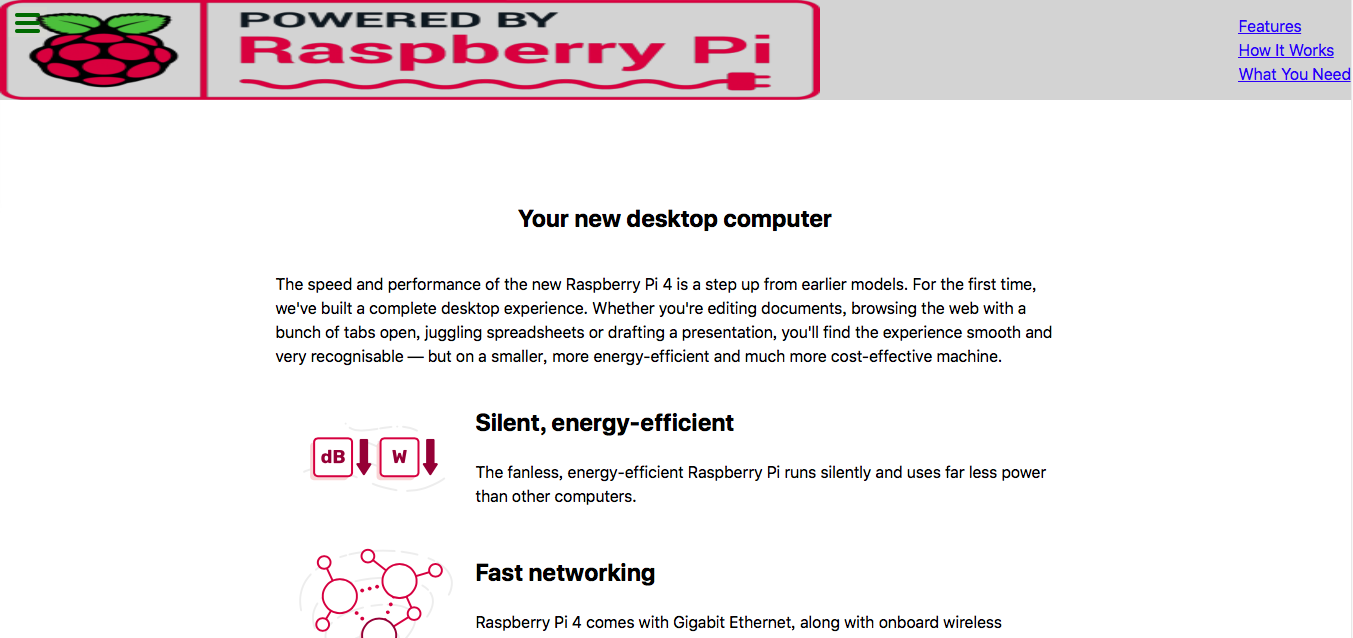 POWERED BY
Raspberry Pi
Features
How It Works
What You Need
Your new desktop computer
The speed and performance of the new Raspberry Pi 4 is a step up from earlier models. For the first time,
we've built a complete desktop experience. Whether you're editing documents, browsing the web with a
bunch of tabs open, juggling spreadsheets or drafting a presentation, you'll find the experience smooth and
very recognisable — but on a smaller, more energy-efficient and much more cost-effective machine.
dB W
Silent, energy-efficient
The fanless, energy-efficient Raspberry Pi runs silently and uses far less power
than other computers.
Fast networking
Raspberry Pi 4 comes with Gigabit Ethernet, along with onboard wireless